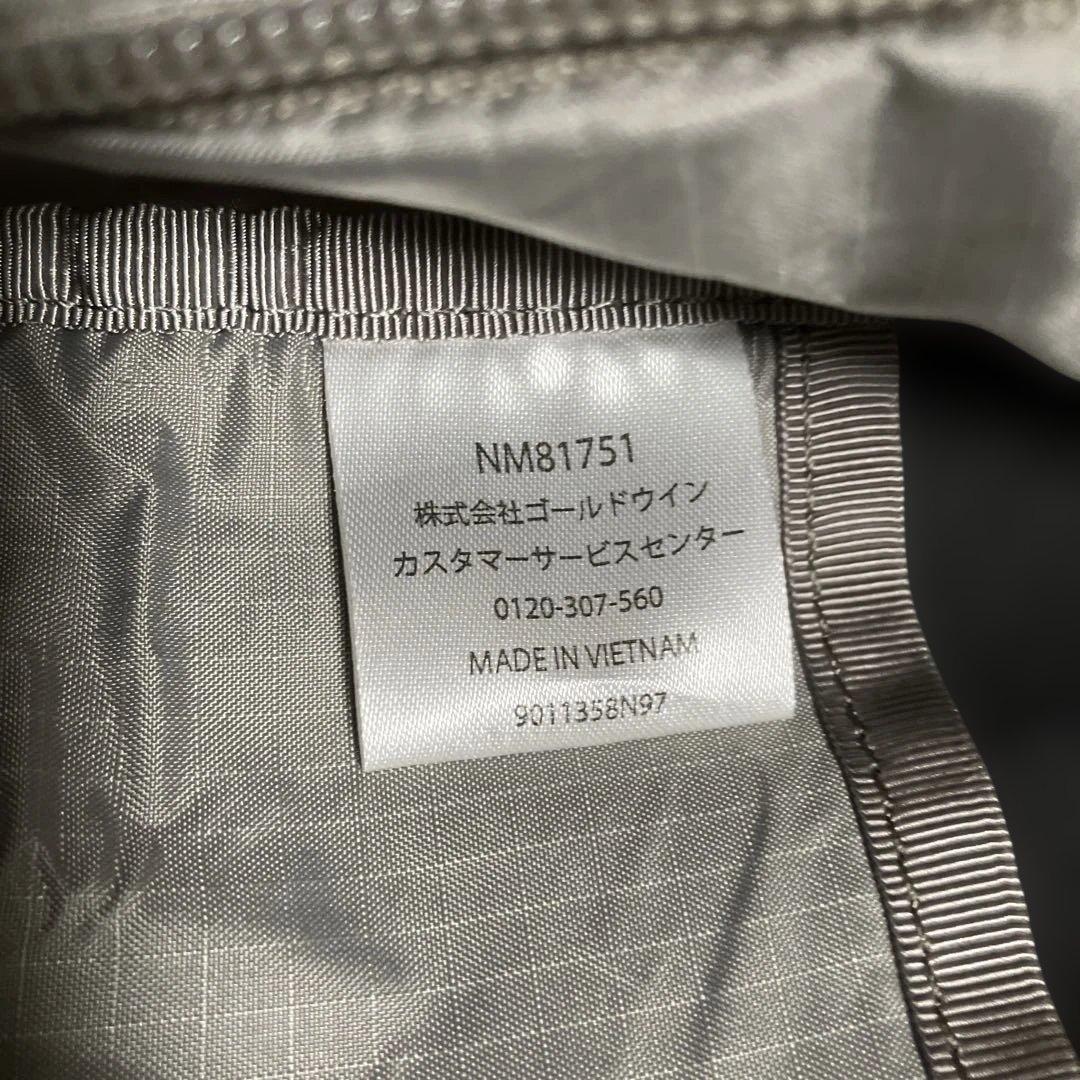 NM81751
株式会社ゴールドウイン
カスタマーサービスセンター
0120-307-560
MADE IN VIETNAM
9011358N97